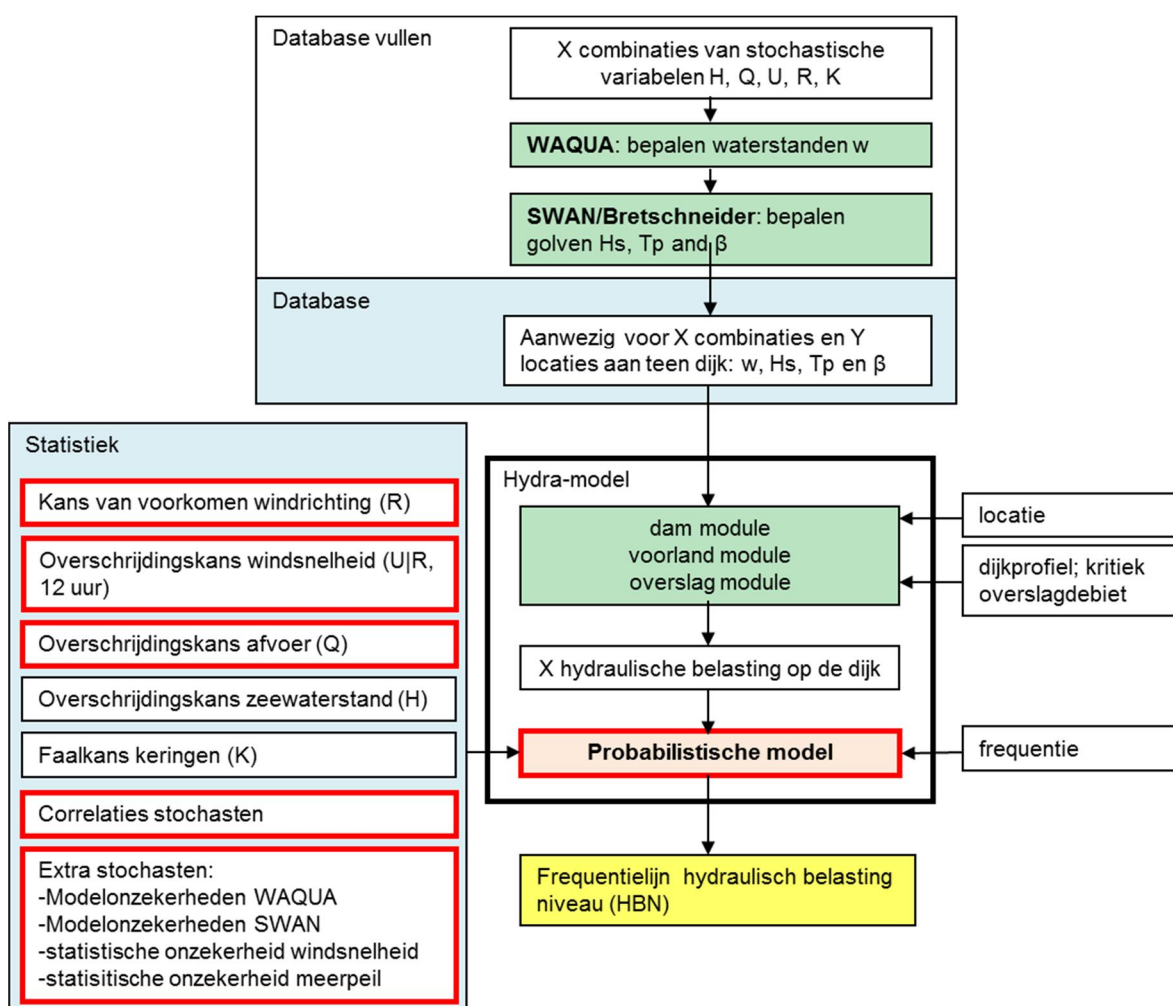 Database vullen
X combinaties van stochastische
variabelen H, Q, U, R, K
WAQUA: bepalen waterstanden w
SWAN/Bretschneider: bepalen
golven Hs, Tp and β
Database
Aanwezig voor X combinaties en Y
locaties aan teen dijk: w, Hs, Tp en β
Statistiek
Kans van voorkomen windrichting (R)
Overschrijdingskans windsnelheid (U|R,
12 uur)
Overschrijdingskans afvoer (Q)
Overschrijdingskans zeewaterstand (H)
Faalkans keringen (K)
Correlaties stochasten
Extra stochasten:
-Modelonzekerheden WAQUA
-Modelonzekerheden SWAN
-statistische onzekerheid windsnelheid
-statisitische onzekerheid meerpeil
Hydra-model
dam module
voorland module
overslag module
X hydraulische belasting op de dijk
Probabilistische model
locatie
dijkprofiel; kritiek
overslagdebiet
frequentie
Frequentielijn hydraulisch belasting
niveau (HBN)